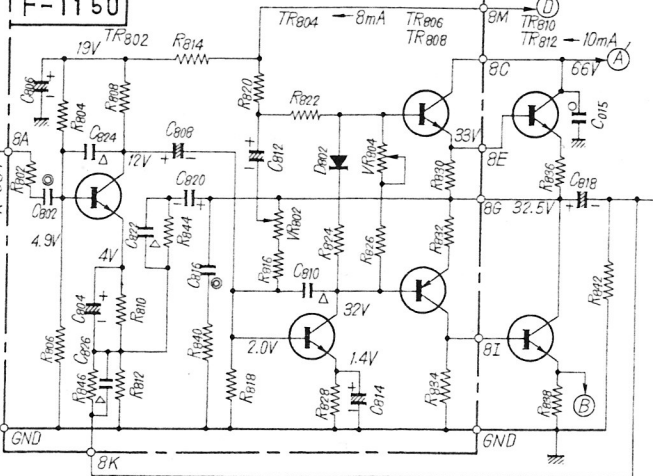 F-1150
TR804 ← 8mA
TR806
TR808
8M
D
TR810
TR812 ← 10mA
A
TR802
19V
R814
8C
66V
C806
R804
R808
R820
R822
C015
8A
C824
C808
12V
C812
DR02
VR804
33V
8E
R802
C802
R830
R836
C818
C820
8G
32.5V
4.9V
C822
R844
VR802
R824
R826
R832
4V
C816
R816
C810
R842
C804
R810
32V
R806
C826
R840
2.0V
8I
1.4V
R846
R812
R818
R828
C814
R834
R838
B
GND
GND
8K